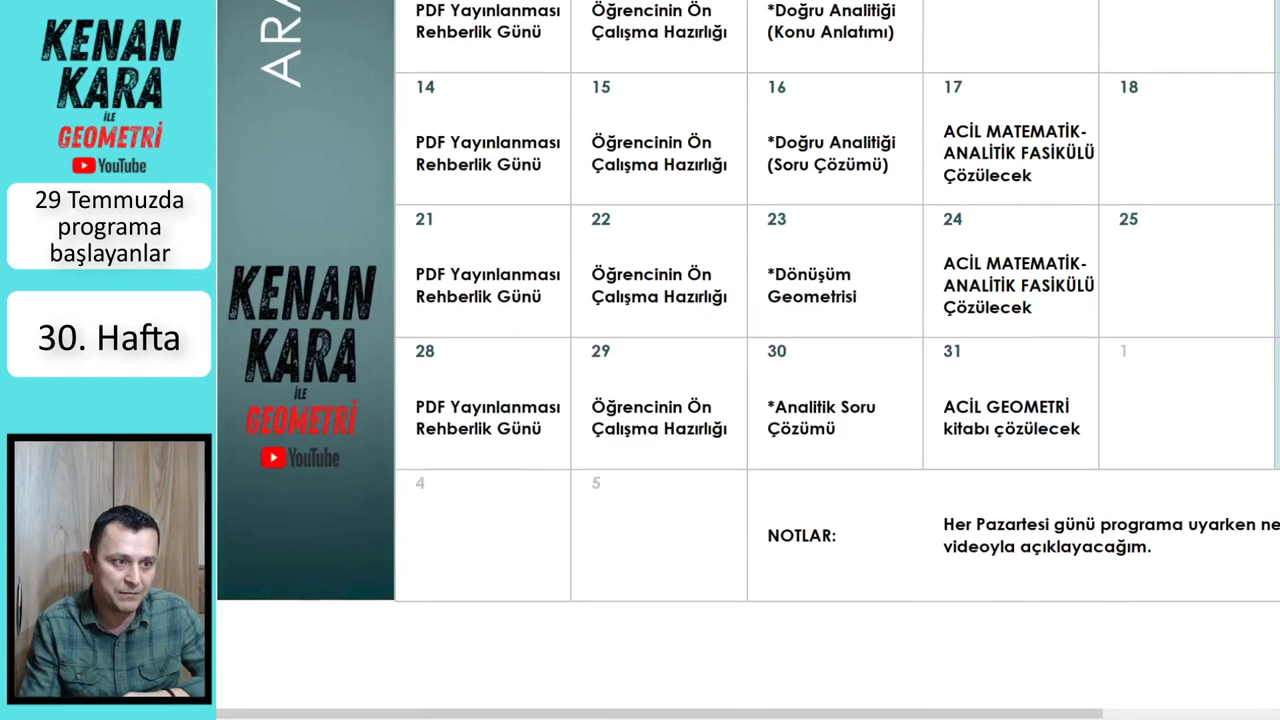 KENAN
KARA
İLE
GEOMETRİ
YouTube
29 Temmuzda
programa
başlayanlar
30. Hafta
ARA
KENAN
KARA
İLE
GEOMETRİ
YouTube
PDF Yayınlanması
Rehberlik Günü
Öğrencinin Ön
Çalışma Hazırlığı
*Doğru Analitiği
(Konu Anlatımı)
14
PDF Yayınlanması
Rehberlik Günü
15
Öğrencinin Ön
Çalışma Hazırlığı
16
*Doğru Analitiği
(Soru Çözümü)
17
ACİL MATEMATİK-
ANALİTİK FASİKÜLÜ
Çözülecek
18
21
PDF Yayınlanması
Rehberlik Günü
22
Öğrencinin Ön
Çalışma Hazırlığı
23
*Dönüşüm
Geometrisi
24
ACİL MATEMATİK-
ANALİTİK FASİKÜLÜ
Çözülecek
25
28
PDF Yayınlanması
Rehberlik Günü
29
Öğrencinin Ön
Çalışma Hazırlığı
30
*Analitik Soru
Çözümü
31
ACİL GEOMETRİ
kitabı çözülecek
1
4
5
NOTLAR:
Her Pazartesi günü programa uyarken ne
videoyla açıklayacağım.